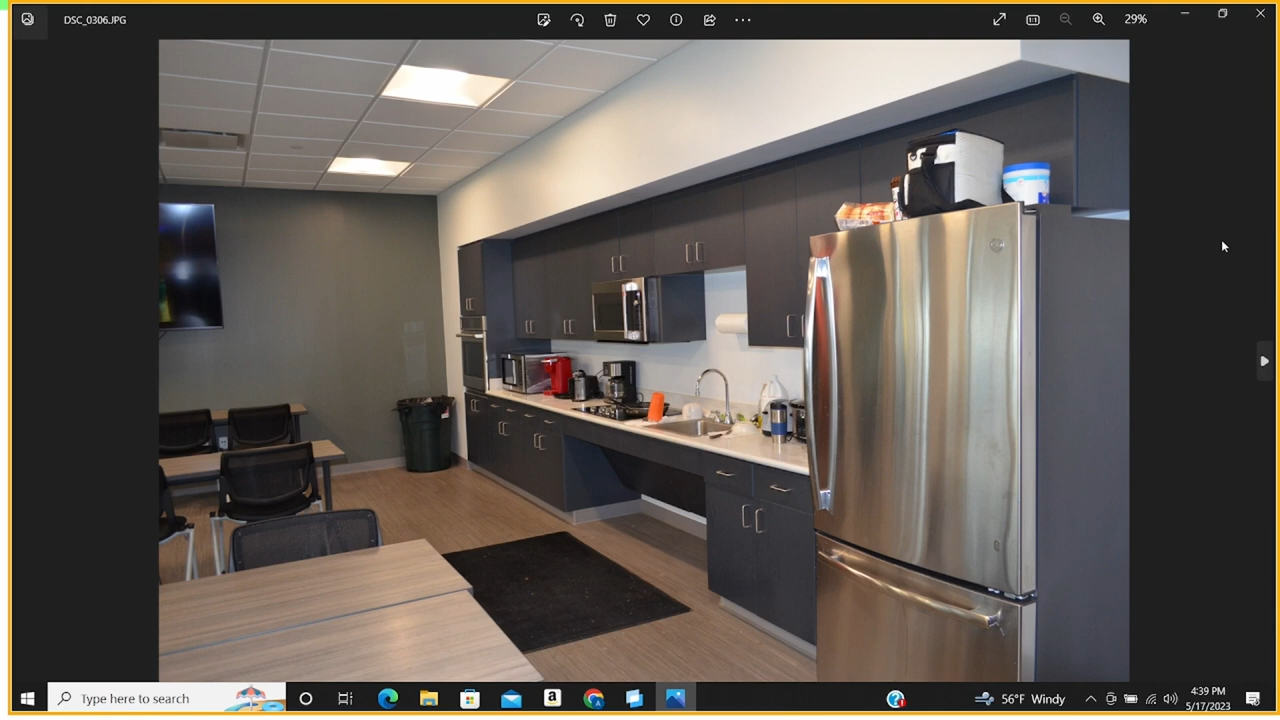 DSC_0306.JPG
29%
Type here to search
56°F Windy
4:39 PM
5/17/2023